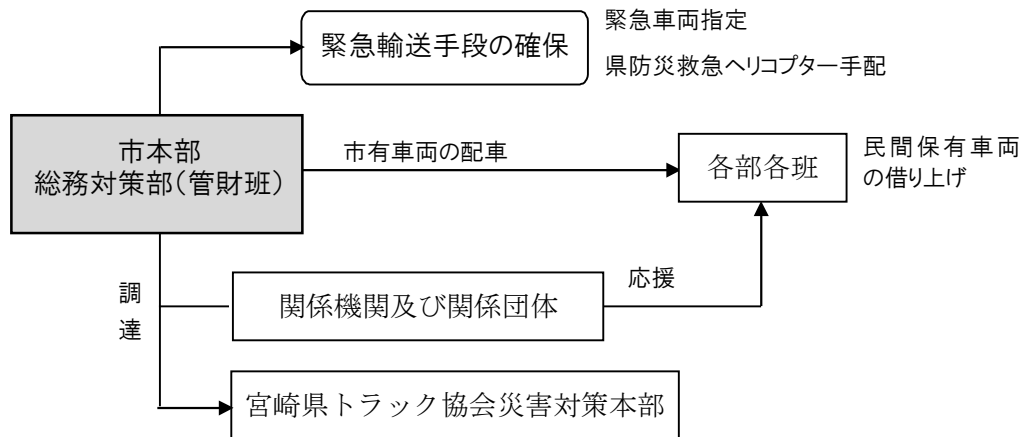 緊急輸送手段の確保
緊急車両指定
県防災救急ヘリコプター手配
市本部
総務対策部(管財班)
市有車両の配車
各部各班
民間保有車両
の借り上げ
調
達
関係機関及び関係団体
応援
宮崎県トラック協会災害対策本部